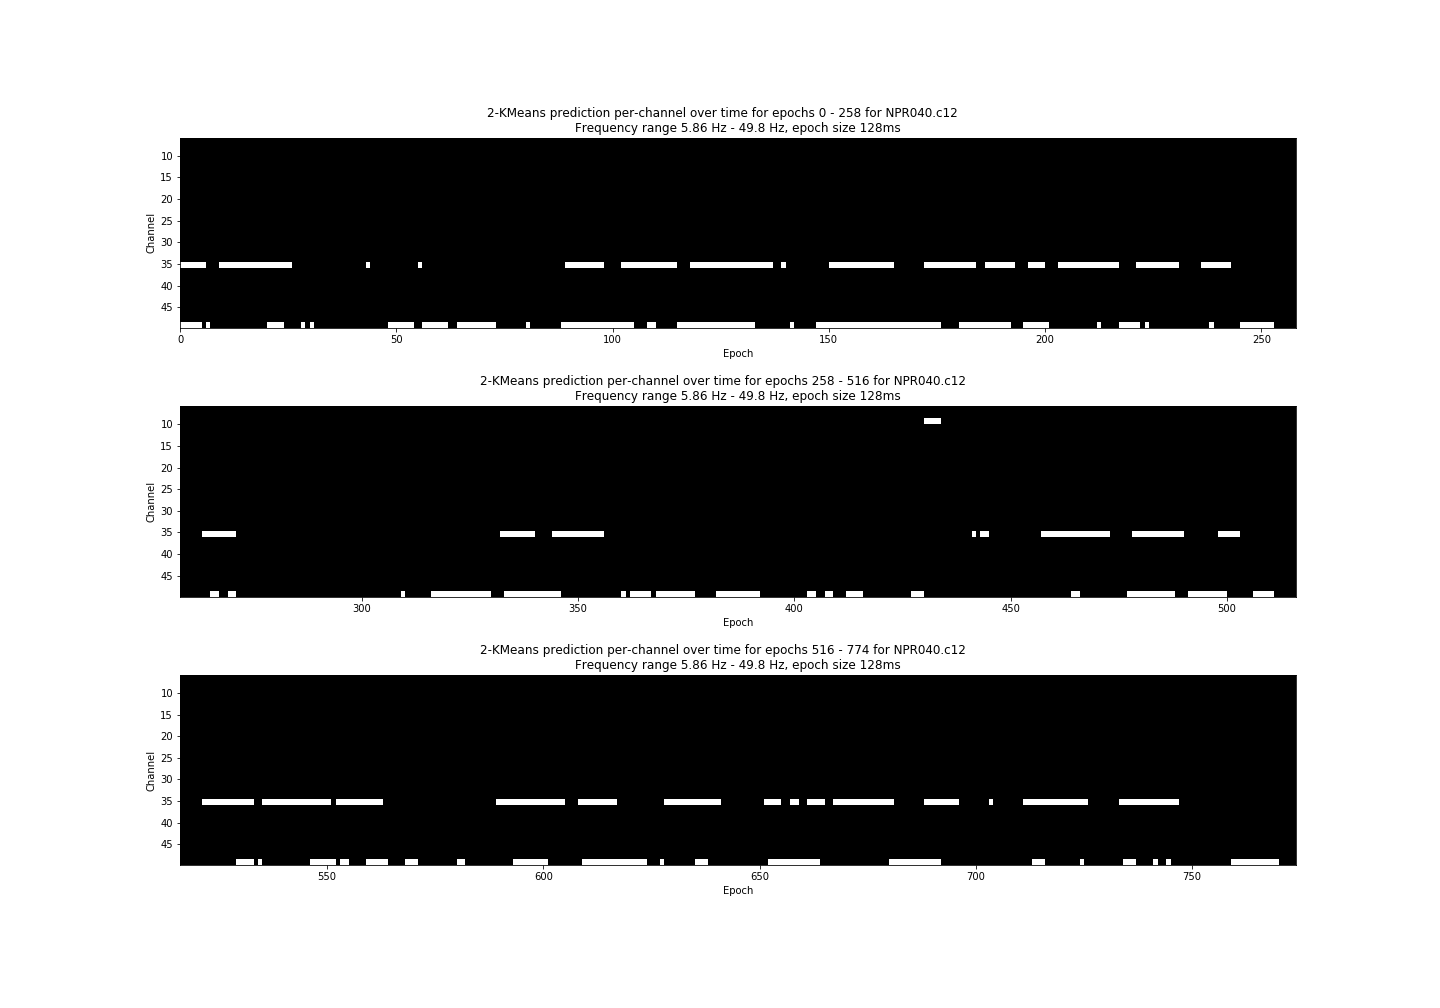 2-KMeans prediction per-channel over time for epochs 0 - 258 for NPR040.c12
Frequency range 5.86 Hz - 49.8 Hz, epoch size 128ms
Channel
10
15
20
25
30
35
40
45
0 50 100 150 200 250
Epoch
2-KMeans prediction per-channel over time for epochs 258 - 516 for NPR040.c12
Frequency range 5.86 Hz - 49.8 Hz, epoch size 128ms
Channel
10
15
20
25
30
35
40
45
300 350 400 450 500
Epoch
2-KMeans prediction per-channel over time for epochs 516 - 774 for NPR040.c12
Frequency range 5.86 Hz - 49.8 Hz, epoch size 128ms
Channel
10
15
20
25
30
35
40
45
550 600 650 700 750
Epoch